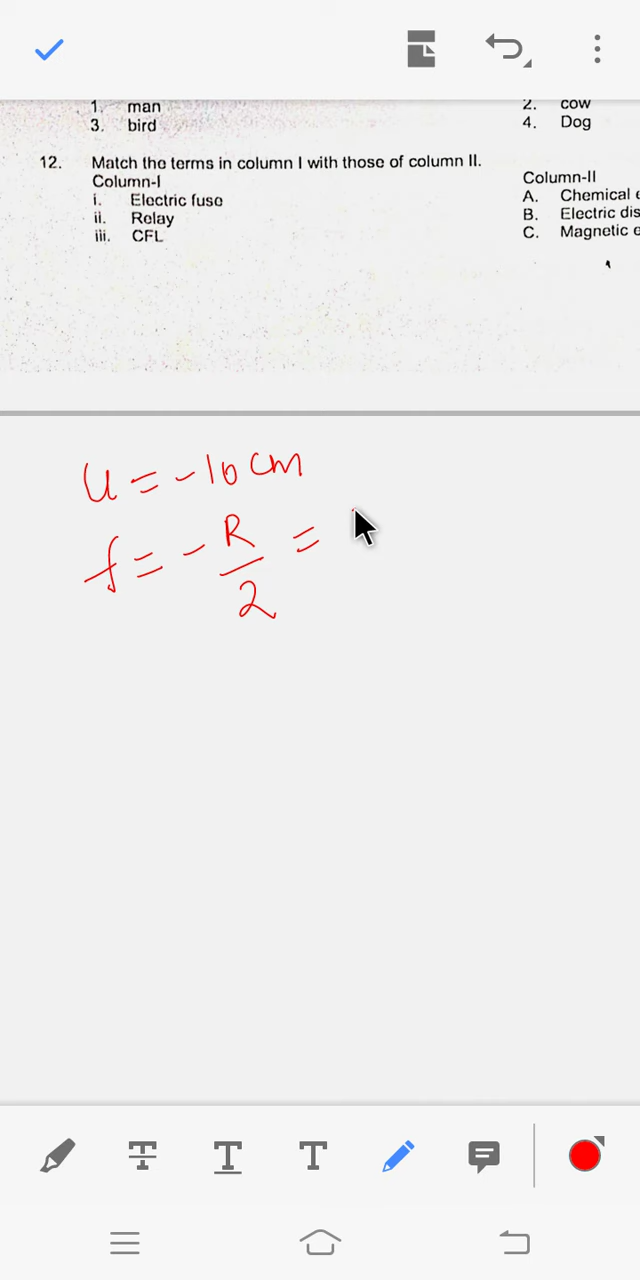 1. man
2. cow
3. bird
4. Dog
12. Match the terms in column I with those of column II.
Column-I
Column-II
i. Electric fuse
A. Chemical
ii. Relay
B. Electric dis
iii. CFL
C. Magnetic
u = -10 cm
f = - R/2 =
T
T
T